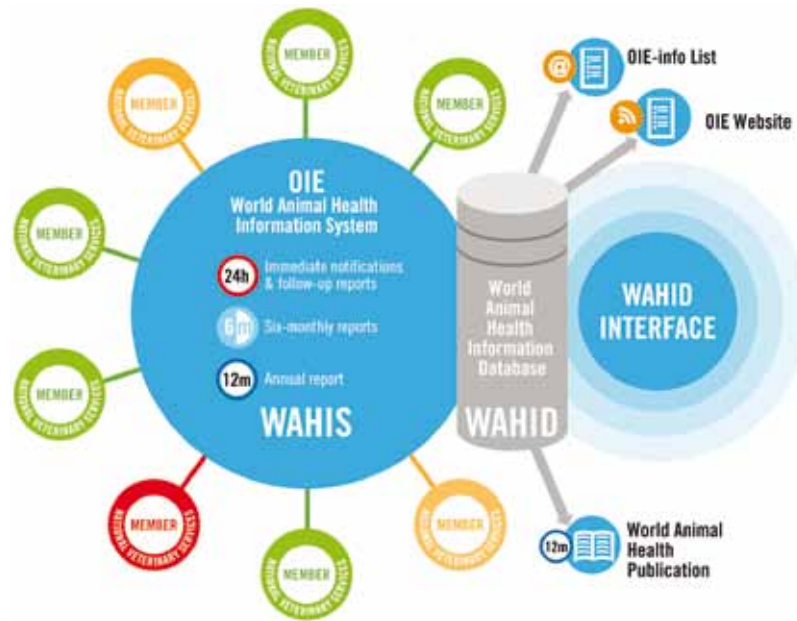 MEMBER
NATIONAL VETERINARY SERVICES
MEMBER
NATIONAL VETERINARY SERVICES
MEMBER
NATIONAL VETERINARY SERVICES
MEMBER
NATIONAL VETERINARY SERVICES
MEMBER
NATIONAL VETERINARY SERVICES
MEMBER
NATIONAL VETERINARY SERVICES
MEMBER
NATIONAL VETERINARY SERVICES
MEMBER
NATIONAL VETERINARY SERVICES
OIE
World Animal Health
Information System
24h
Immediate notifications
& follow-up reports
6m
Six-monthly reports
12m
Annual report
WAHIS
World
Animal
Health
Information
Database
WAHID
@
OIE-info List
OIE Website
WAHID
INTERFACE
12m
World Animal
Health
Publication